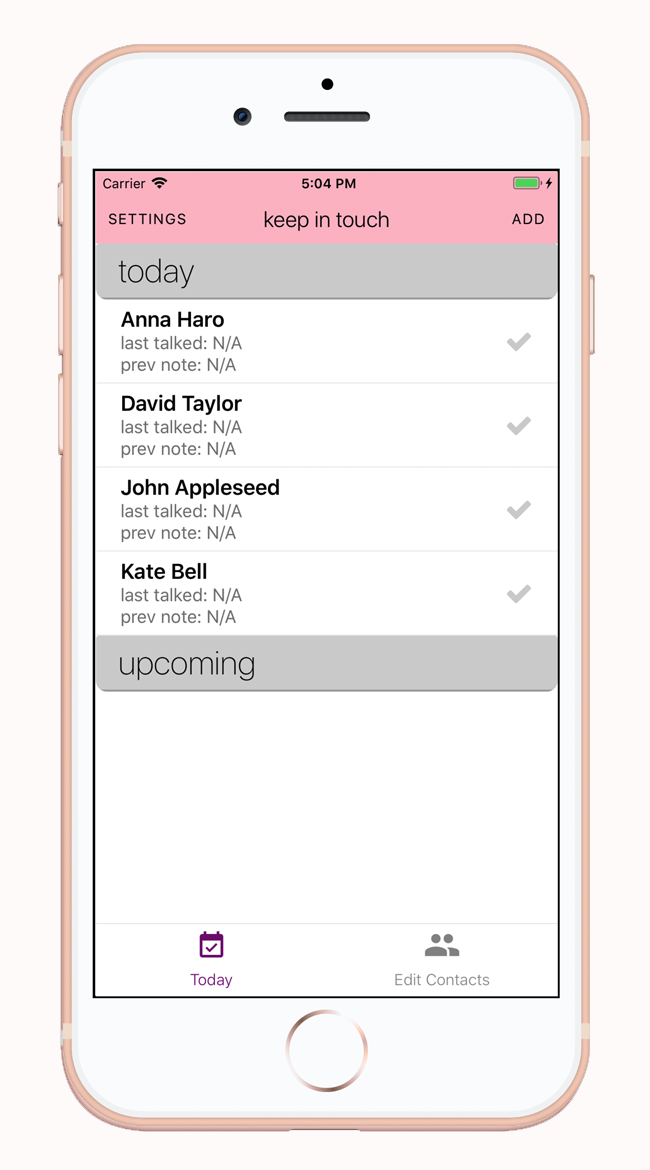 Carrier 5:04 PM
SETTINGS keep in touch ADD
today
Anna Haro
last talked: N/A
prev note: N/A
David Taylor
last talked: N/A
prev note: N/A
John Appleseed
last talked: N/A
prev note: N/A
Kate Bell
last talked: N/A
prev note: N/A
upcoming
Today Edit Contacts